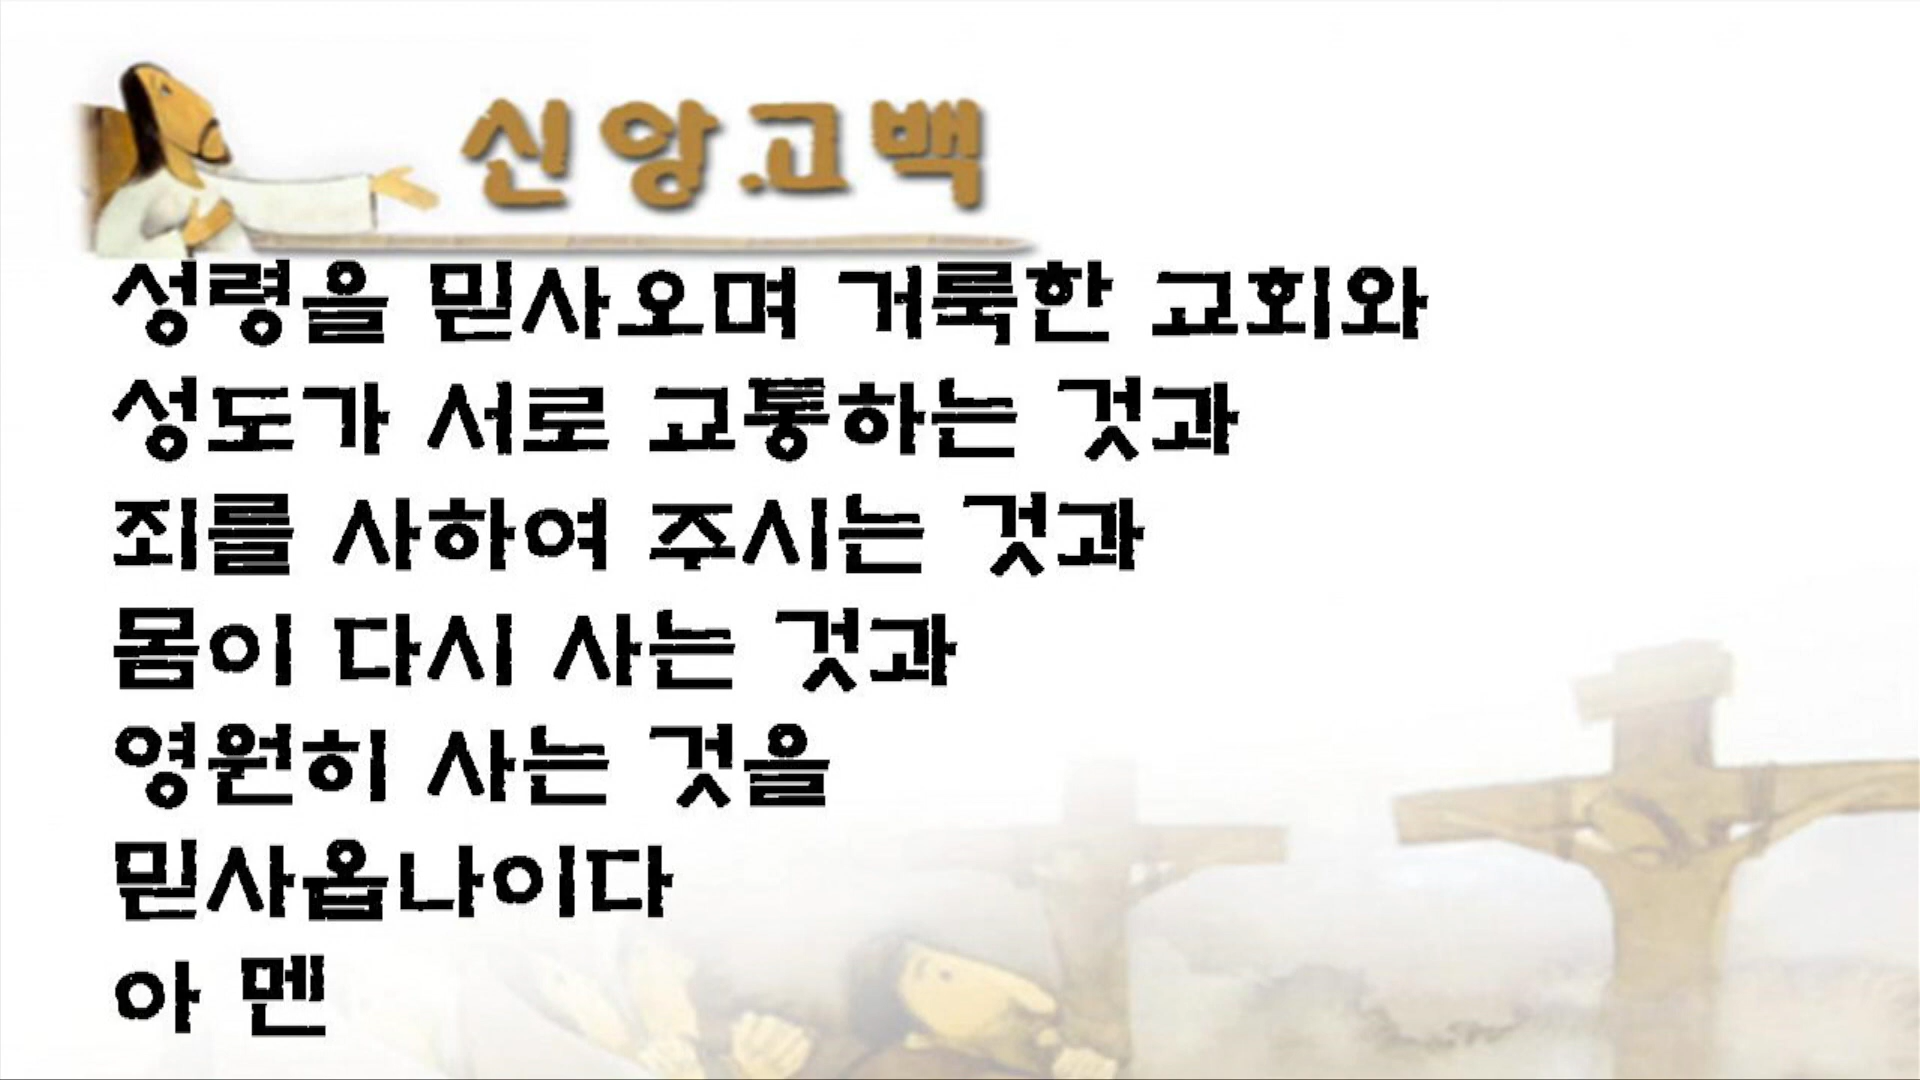 신앙고백
성령을 믿사오며 거룩한 교회와
성도가 서로 교통하는 것과
죄를 사하여 주시는 것과
몸이 다시 사는 것과
영원히 사는 것을
믿사옵나이다
아 멘